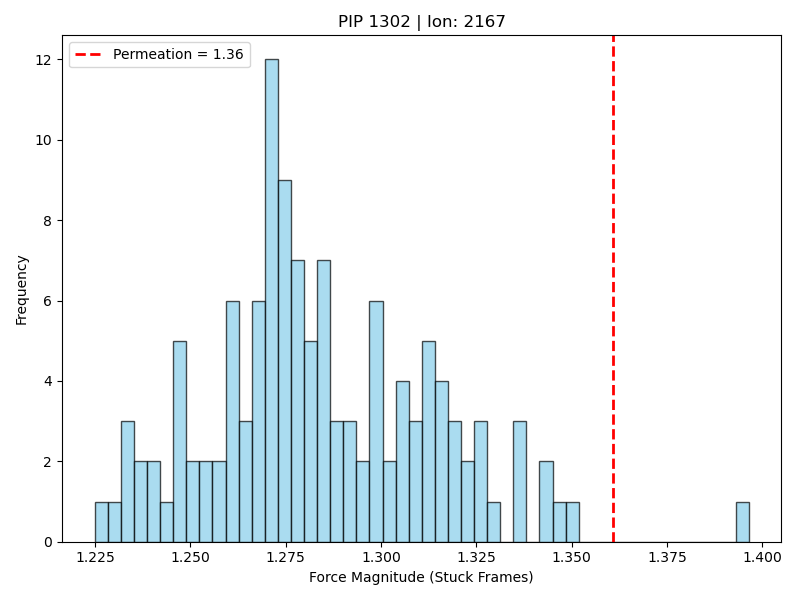 PIP 1302 | Ion: 2167
Permeation = 1.36
12
10
8
6
4
2
0
Frequency
1.225 1.250 1.275 1.300 1.325 1.350 1.375 1.400
Force Magnitude (Stuck Frames)